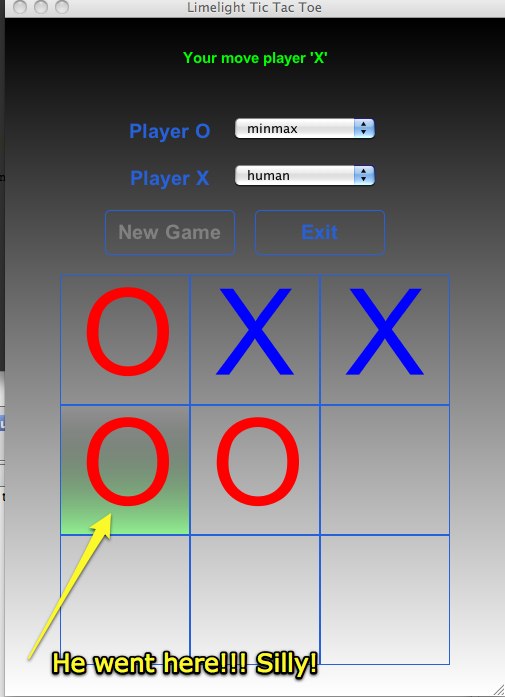 Limelight Tic Tac Toe
Your move player 'X'
Player O minmax
Player X human
New Game Exit
O X X
O O
He went here!!! Silly!